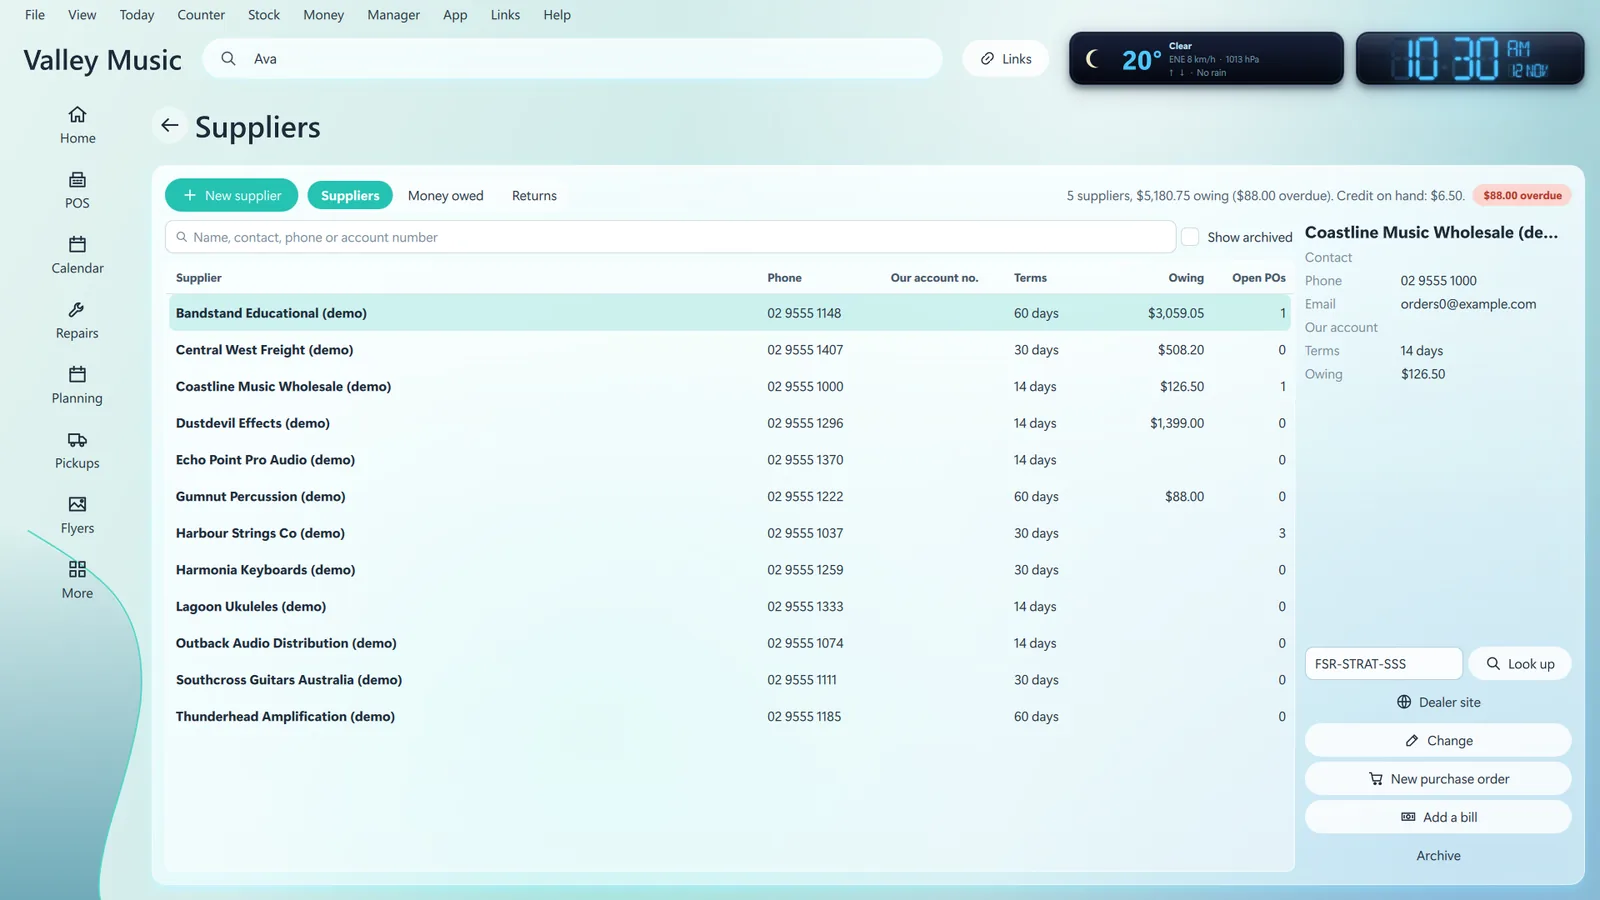 File View Today Counter Stock Money Manager App Links Help
Valley Music
Ava
Links
20°
Clear
ENE 8 km/h · 1013 hPa
↑ ↓ · No rain
10:30 AM
12 NOV
Home
POS
Calendar
Repairs
Planning
Pickups
Flyers
More
Suppliers
New supplier Suppliers Money owed Returns
5 suppliers, $5,180.75 owing ($88.00 overdue). Credit on hand: $6.50. $88.00 overdue
Name, contact, phone or account number
Show archived
Supplier Phone Our account no. Terms Owing Open POs
Bandstand Educational (demo) 02 9555 1148 60 days $3,059.05 1
Central West Freight (demo) 02 9555 1407 30 days $508.20 0
Coastline Music Wholesale (demo) 02 9555 1000 14 days $126.50 1
Dustdevil Effects (demo) 02 9555 1296 14 days $1,399.00 0
Echo Point Pro Audio (demo) 02 9555 1370 14 days 0
Gumnut Percussion (demo) 02 9555 1222 60 days $88.00 0
Harbour Strings Co (demo) 02 9555 1037 30 days 3
Harmonia Keyboards (demo) 02 9555 1259 30 days 0
Lagoon Ukuleles (demo) 02 9555 1333 14 days 0
Outback Audio Distribution (demo) 02 9555 1074 14 days 0
Southcross Guitars Australia (demo) 02 9555 1111 30 days 0
Thunderhead Amplification (demo) 02 9555 1185 60 days 0
Coastline Music Wholesale (de...
Contact
Phone 02 9555 1000
Email orders0@example.com
Our account
Terms 14 days
Owing $126.50
FSR-STRAT-SSS Look up
Dealer site
Change
New purchase order
Add a bill
Archive